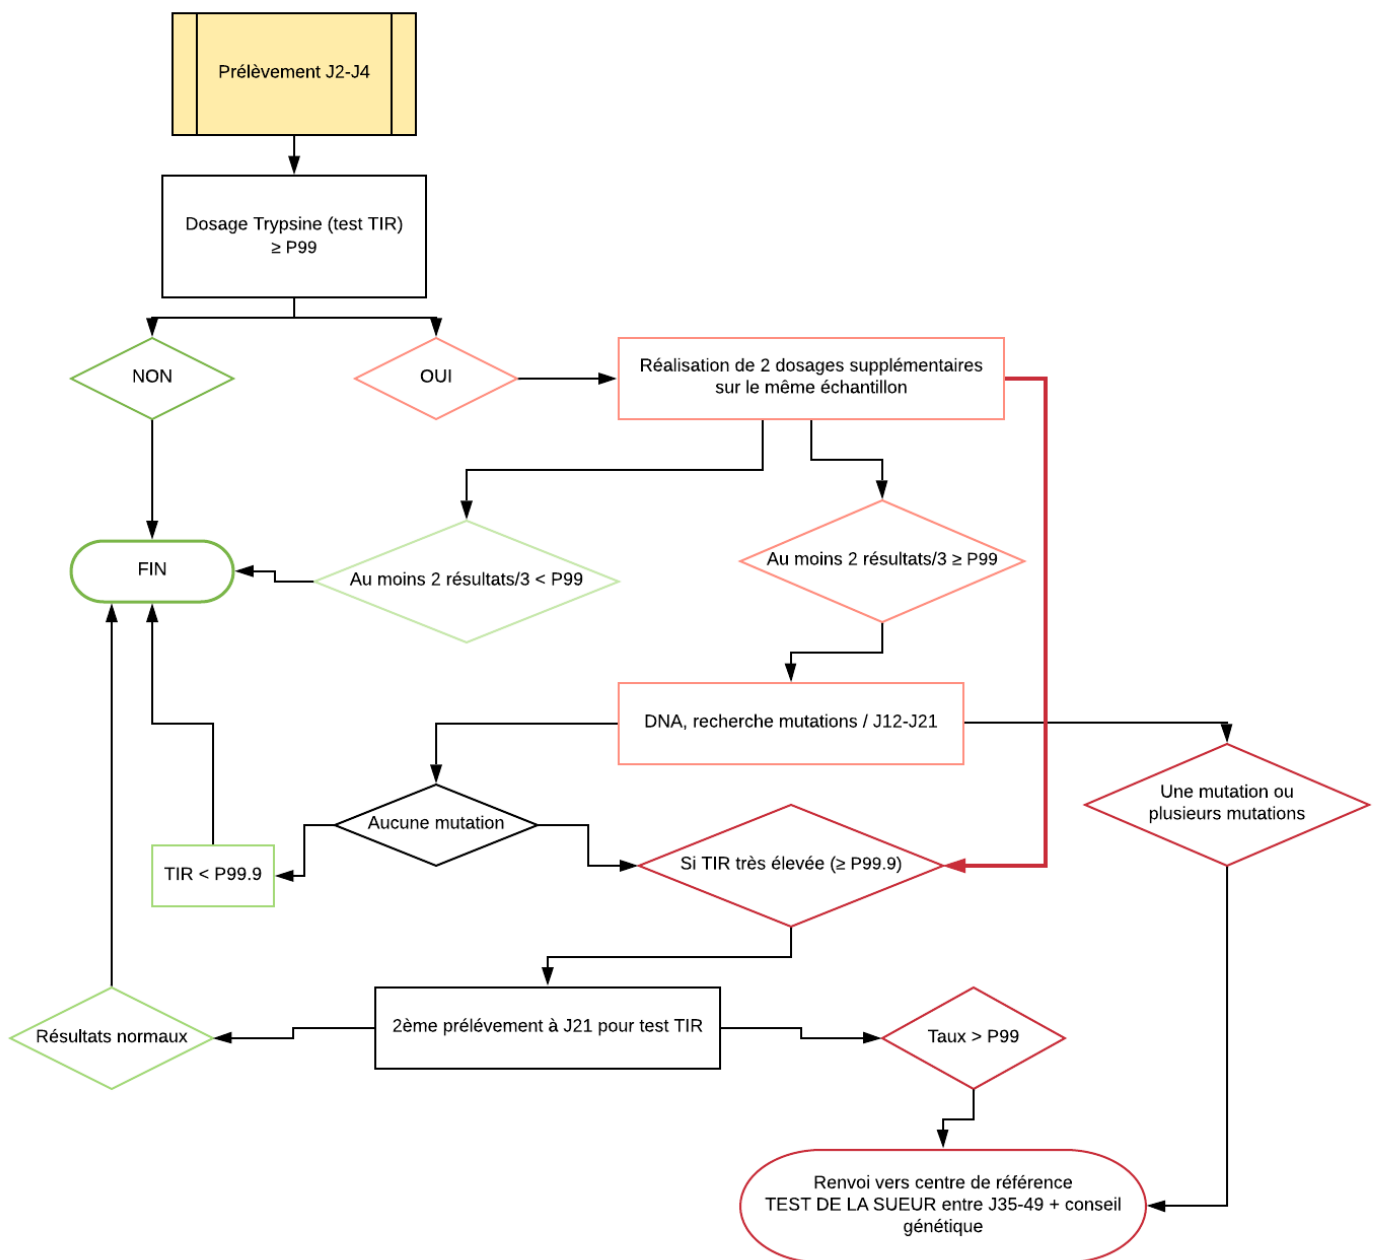 Prélèvement J2-J4
Dosage Trypsine (test TIR)
≥ P99
NON
OUI
Réalisation de 2 dosages supplémentaires
sur le même échantillon
FIN
Au moins 2 résultats/3 < P99
Au moins 2 résultats/3 ≥ P99
DNA, recherche mutations / J12-J21
Une mutation ou
plusieurs mutations
Aucune mutation
TIR < P99.9
Si TIR très élevée (≥ P99.9)
Résultats normaux
2ème prélévement à J21 pour test TIR
Taux > P99
Renvoi vers centre de référence
TEST DE LA SUEUR entre J35-49 + conseil
génétique